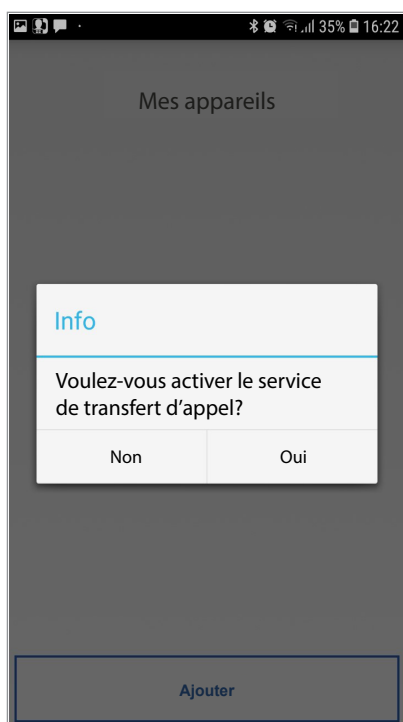 35% 16:22
Mes appareils
Info
Voulez-vous activer le service
de transfert d’appel?
Non Oui
Ajouter